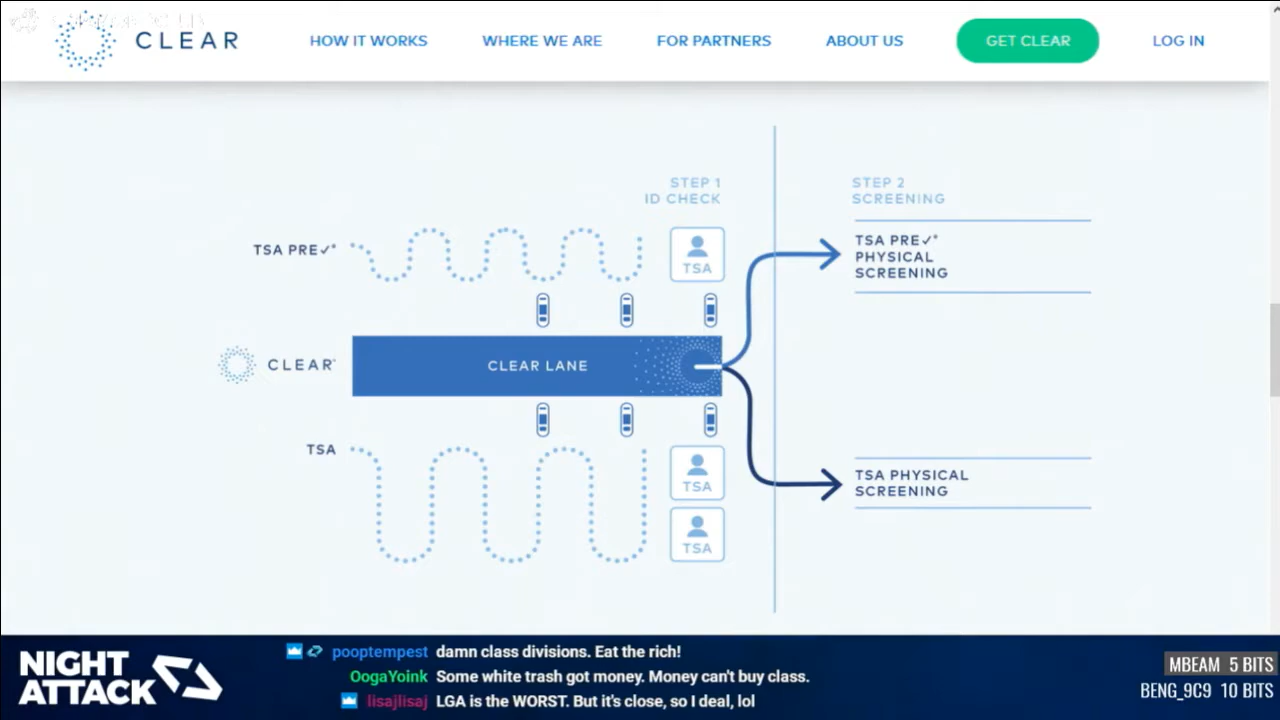 CLEAR
HOW IT WORKS
WHERE WE ARE
FOR PARTNERS
ABOUT US
GET CLEAR
LOG IN
STEP 1
ID CHECK
STEP 2
SCREENING
TSA PRE✓®
TSA
TSA PRE✓®
PHYSICAL
SCREENING
CLEAR
CLEAR LANE
TSA
TSA
TSA
TSA PHYSICAL
SCREENING
NIGHT
ATTACK
pooptempest damn class divisions. Eat the rich!
OogaYoink Some white trash got money. Money can't buy class.
lisajlisaj LGA is the WORST. But it's close, so I deal, lol
MBEAM 5 BITS
BENG_9C9 10 BITS